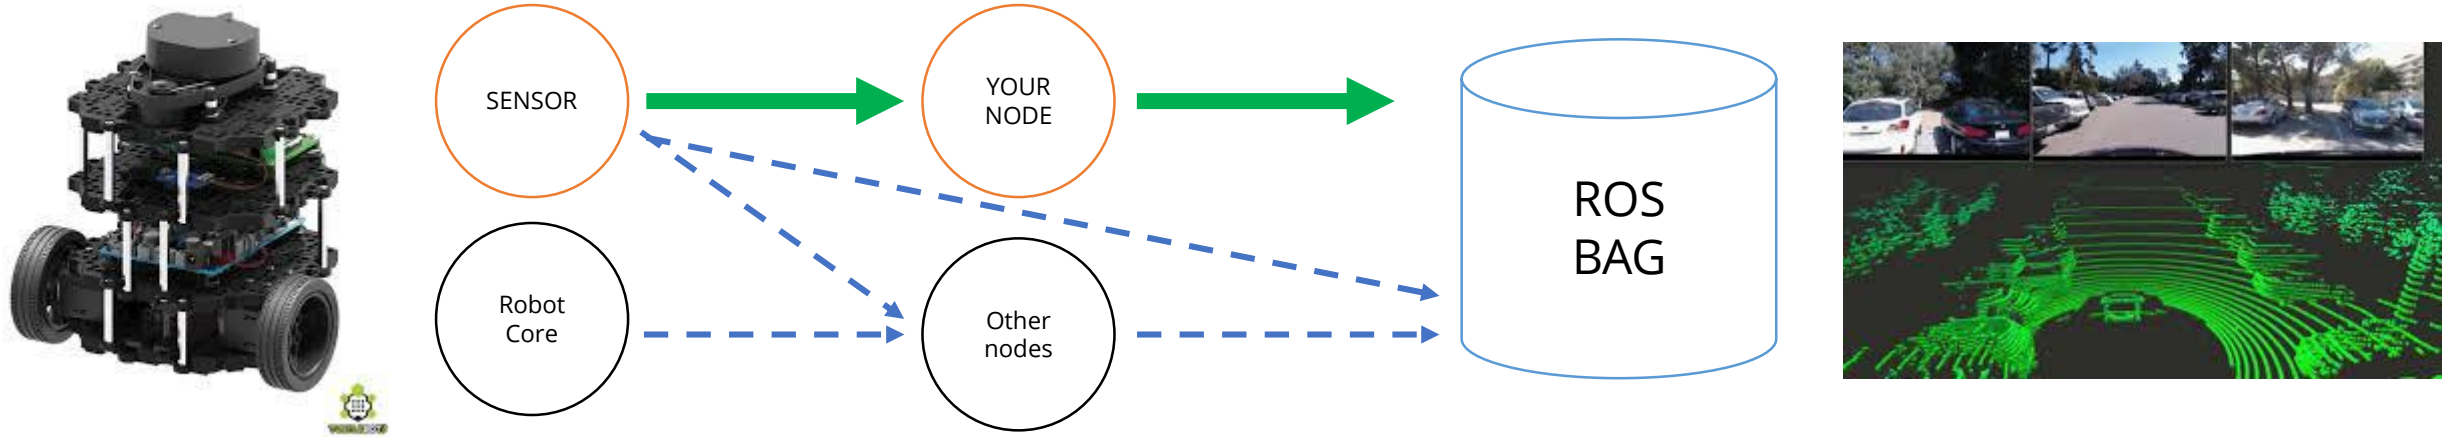 SENSOR
YOUR
NODE
ROS
BAG
Robot
Core
Other
nodes